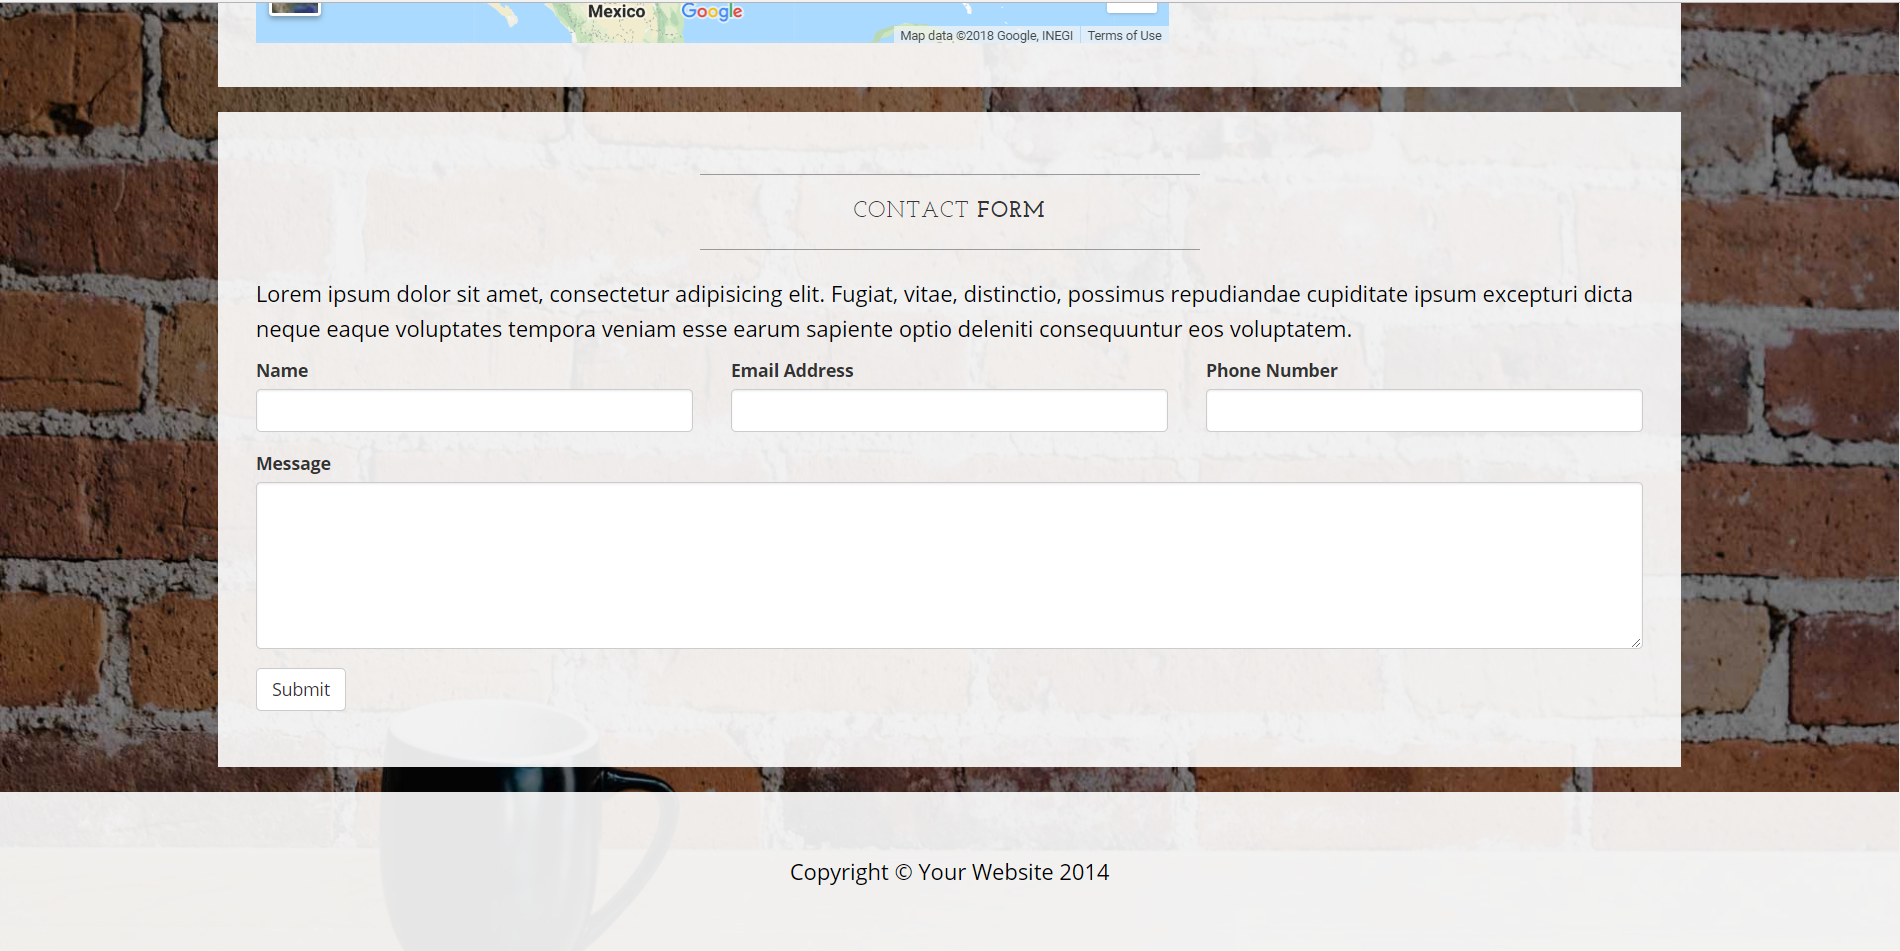 Mexico
Google
Map data ©2018 Google, INEGI
Terms of Use
CONTACT FORM
Lorem ipsum dolor sit amet, consectetur adipisicing elit. Fugiat, vitae, distinctio, possimus repudiandae cupiditate ipsum excepturi dicta
neque eaque voluptates tempora veniam esse earum sapiente optio deleniti consequuntur eos voluptatem.
Name
Email Address
Phone Number
Message
Submit
Copyright © Your Website 2014